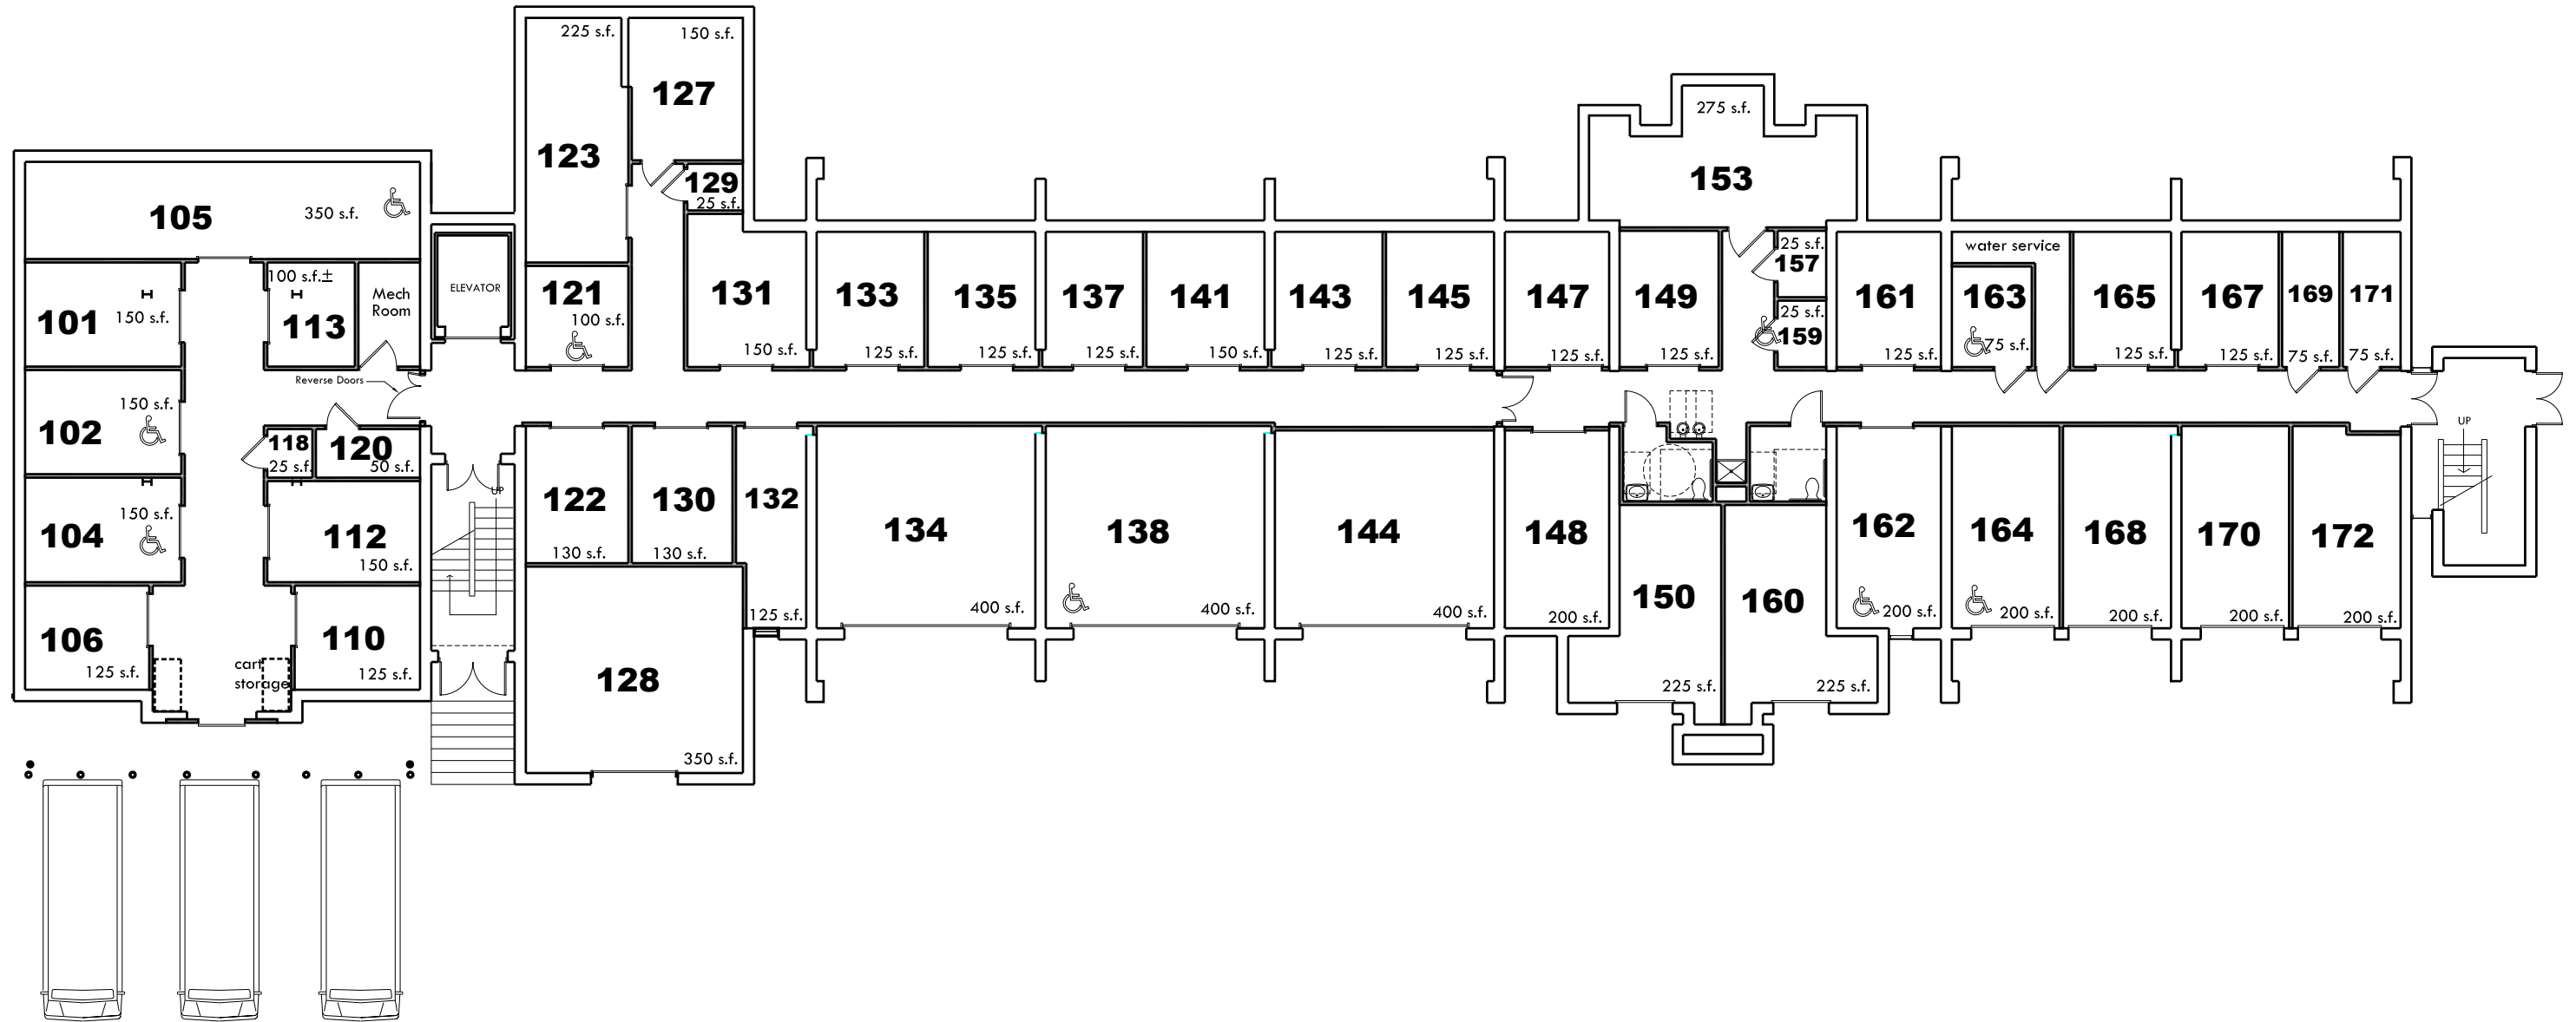 225 s.f.
150 s.f.
127
123
129
25 s.f.
105
350 s.f.
275 s.f.
153
101
150 s.f.
100 s.f.±
113
Mech
Room
ELEVATOR
121
100 s.f.
131
150 s.f.
133
125 s.f.
135
125 s.f.
137
125 s.f.
141
150 s.f.
143
125 s.f.
145
125 s.f.
147
125 s.f.
149
125 s.f.
25 s.f.
157
25 s.f.
159
161
125 s.f.
water service
163
75 s.f.
165
125 s.f.
167
125 s.f.
169
75 s.f.
171
75 s.f.
Reverse Doors
102
150 s.f.
118
25 s.f.
120
50 s.f.
UP
104
150 s.f.
112
150 s.f.
UP
122
130 s.f.
130
130 s.f.
132
125 s.f.
134
400 s.f.
138
400 s.f.
144
400 s.f.
148
200 s.f.
150
225 s.f.
160
225 s.f.
162
200 s.f.
164
200 s.f.
168
200 s.f.
170
200 s.f.
172
200 s.f.
106
125 s.f.
cart
storage
110
125 s.f.
128
350 s.f.